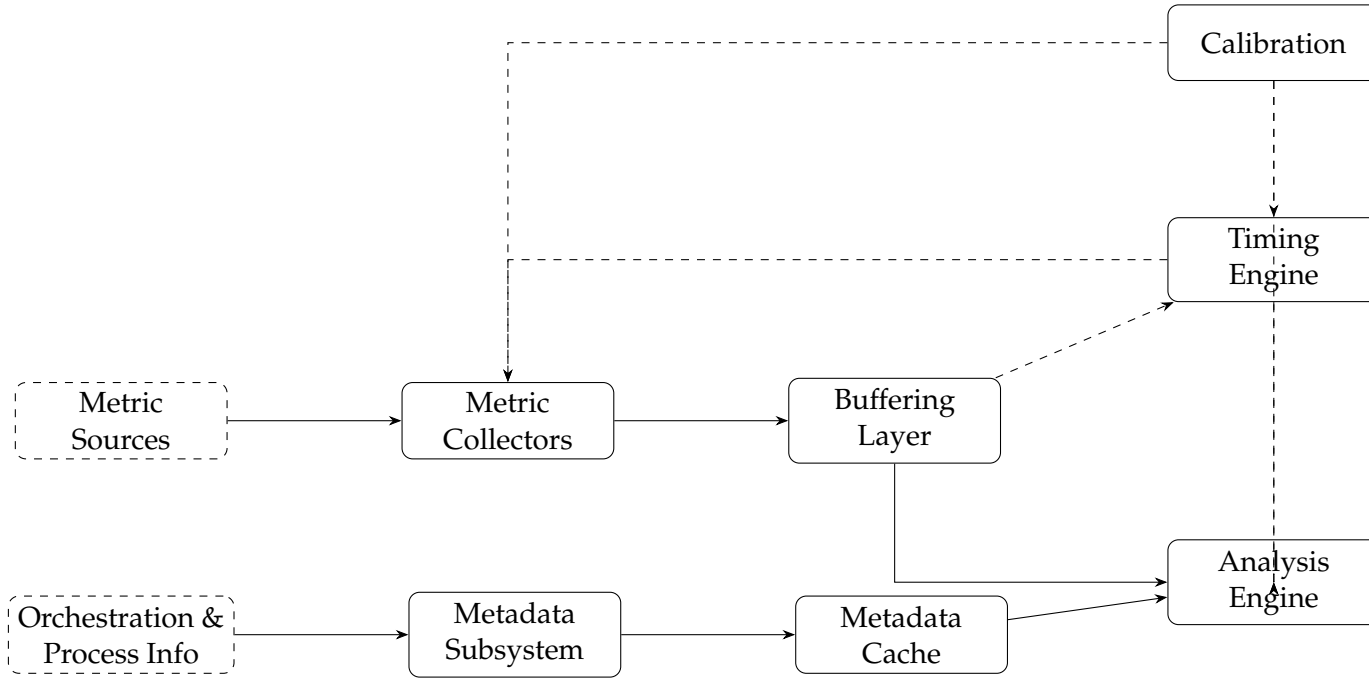 Calibration
Timing
Engine
Metric
Sources
Metric
Collectors
Buffering
Layer
Analysis
Engine
Orchestration &
Process Info
Metadata
Subsystem
Metadata
Cache